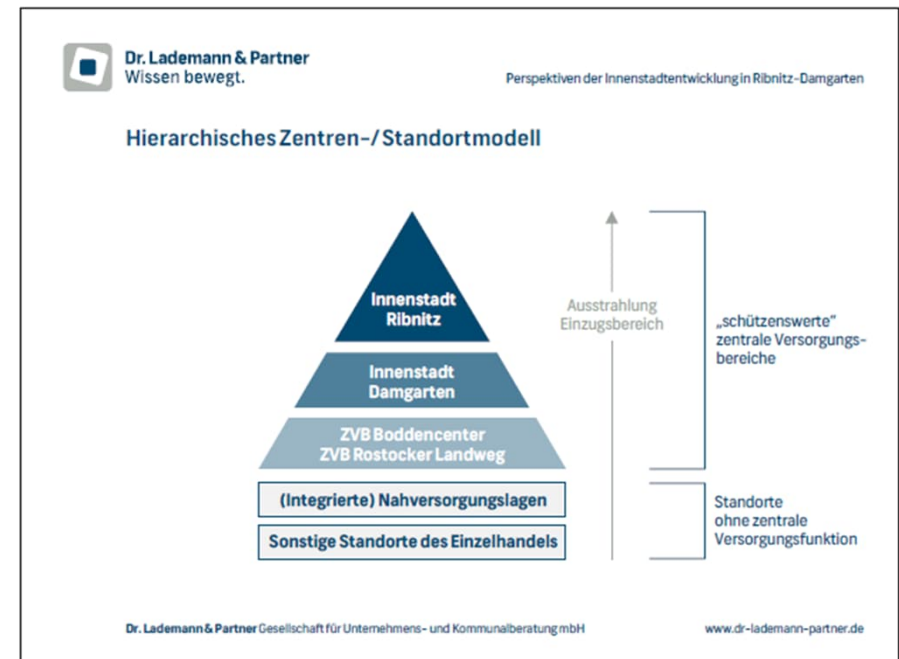 Dr. Lademann & Partner
Wissen bewegt.
Perspektiven der Innenstadtentwicklung in Ribnitz-Damgarten
Hierarchisches Zentren-/Standortmodell
Innenstadt
Ribnitz
Innenstadt
Damgarten
ZVB Boddencenter
ZVB Rostocker Landweg
(Integrierte) Nahversorgungslagen
Sonstige Standorte des Einzelhandels
Ausstrahlung
Einzugsbereich
„schützenswerte"
zentrale Versorgungs-
bereiche
Standorte
ohne zentrale
Versorgungsfunktion
Dr. Lademann & Partner Gesellschaft für Unternehmens- und Kommunalberatung mbH
www.dr-lademann-partner.de